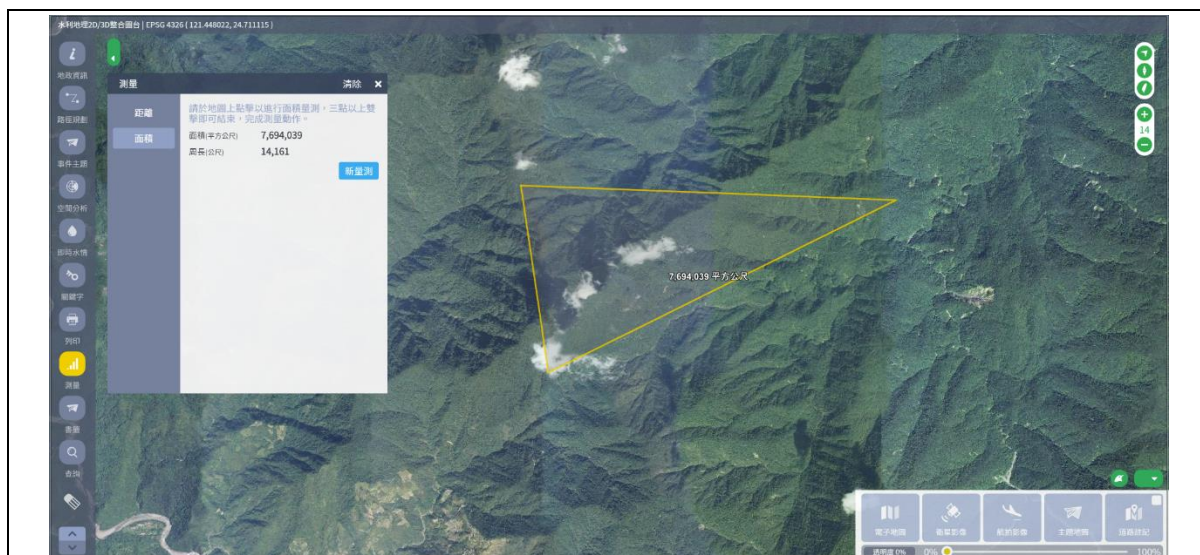 水利地理2D/3D整合圖台 | EPSG 4326 ( 121.448022, 24.711115 )
地政資訊
路徑規劃
事件主題
空間分析
即時水情
關鍵字
列印
測量
查詢
測量
清除 ×
距離
面積
請於地圖上點擊以進行面積量測，三點以上雙
擊即可結束，完成測量動作。
面積(平方公尺) 7,694,039
周長(公尺) 14,161
新量測
7,694,039 平方公尺
14
電子地圖
衛星影像
航拍影像
主題地圖
透明度 0% 0% 100%